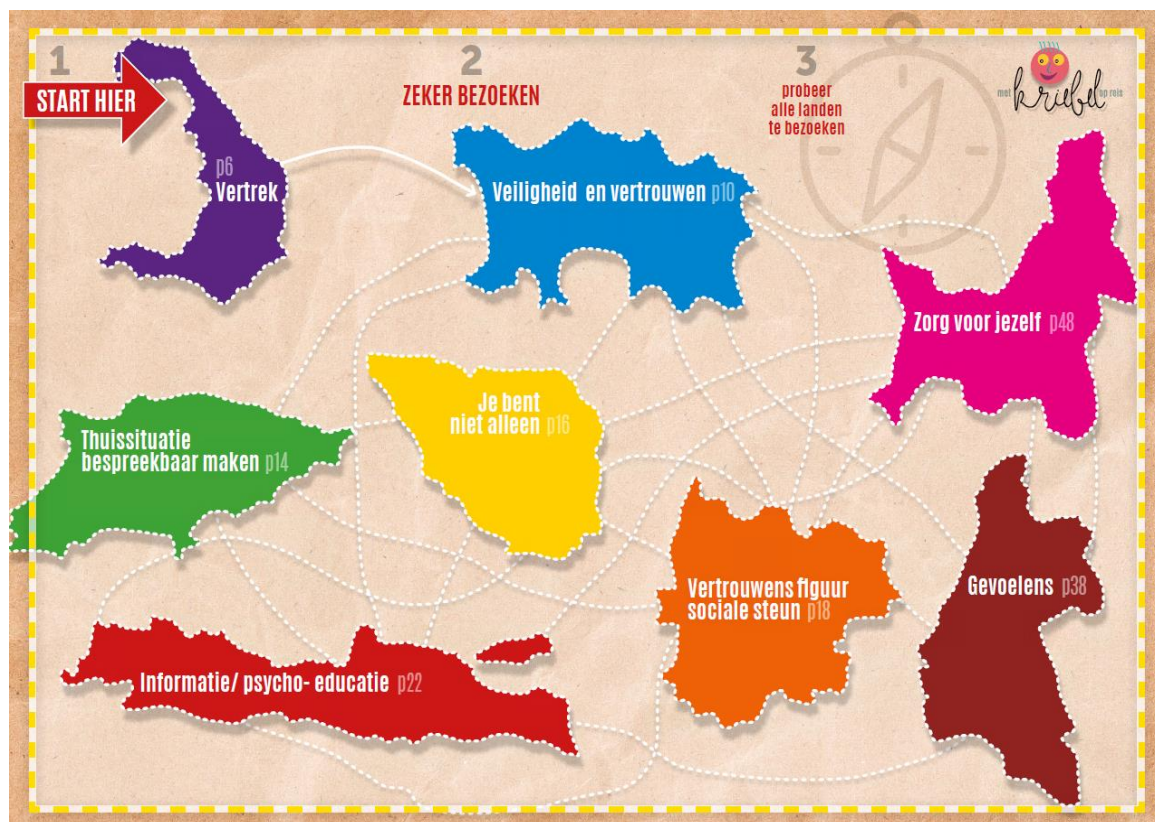 1
START HIER
2
ZEKER BEZOEKEN
3
probeer
alle landen
te bezoeken
met kriebel op reis
p6
Vertrek
Veiligheid en vertrouwen p10
Zorg voor jezelf p48
Thuissituatie
bespreekbaar maken p14
Je bent
niet alleen p16
Vertrouwens figuur
sociale steun p18
Gevoelens p38
Informatie/ psycho- educatie p22